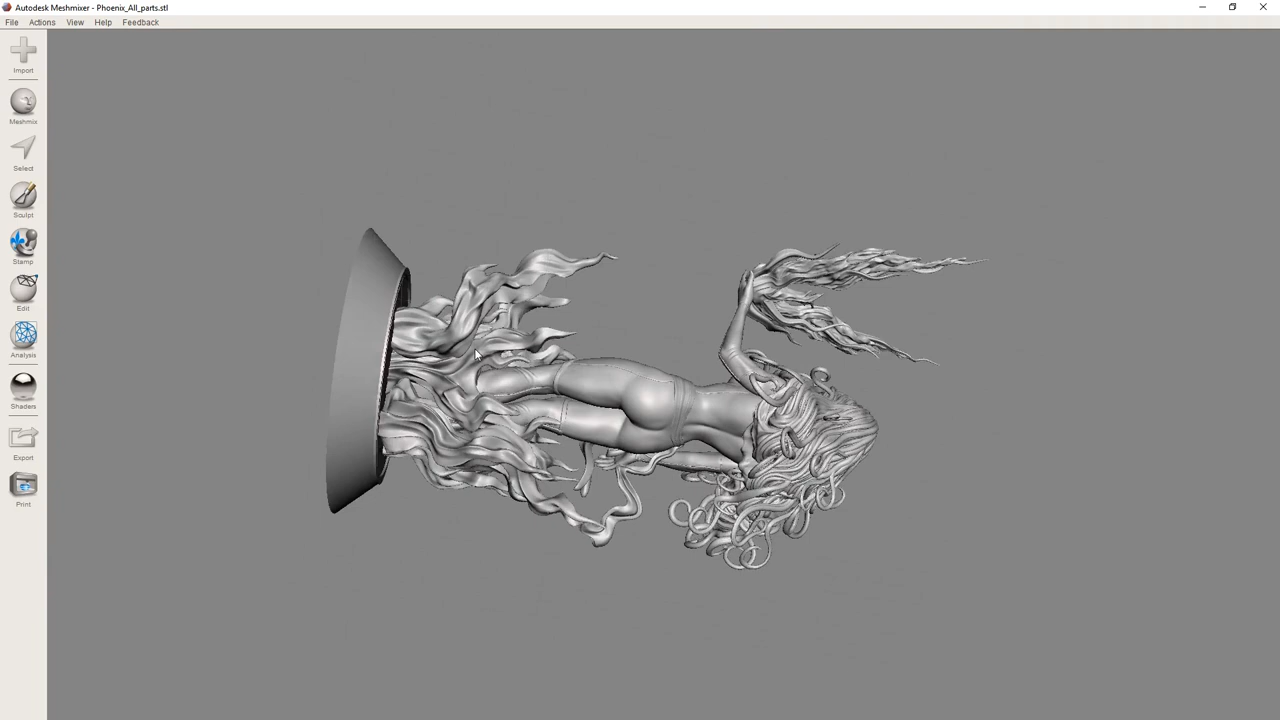 Autodesk Meshmixer - Phoenix_All_parts.stl
File Actions View Help Feedback
Import
Meshmix
Select
Sculpt
Stamp
Edit
Analysis
Shaders
Export
Print